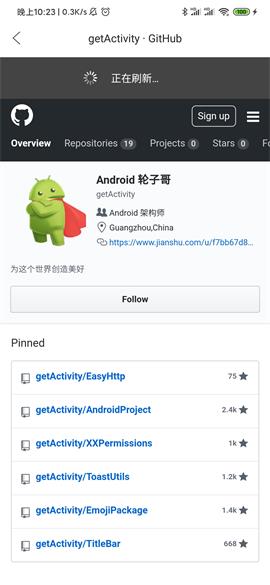 晚上10:23 | 0.3K/s
100
getActivity · GitHub
正在刷新...
Sign up
Overview Repositories 19 Projects 0 Stars 0 Fo
Android 轮子哥
getActivity
Android 架构师
Guangzhou,China
https://www.jianshu.com/u/f7bb67d8...
为这个世界创造美好
Follow
Pinned
getActivity/EasyHttp 75
getActivity/AndroidProject 2.4k
getActivity/XXPermissions 1k
getActivity/ToastUtils 1.2k
getActivity/EmojiPackage 1.4k
getActivity/TitleBar 668